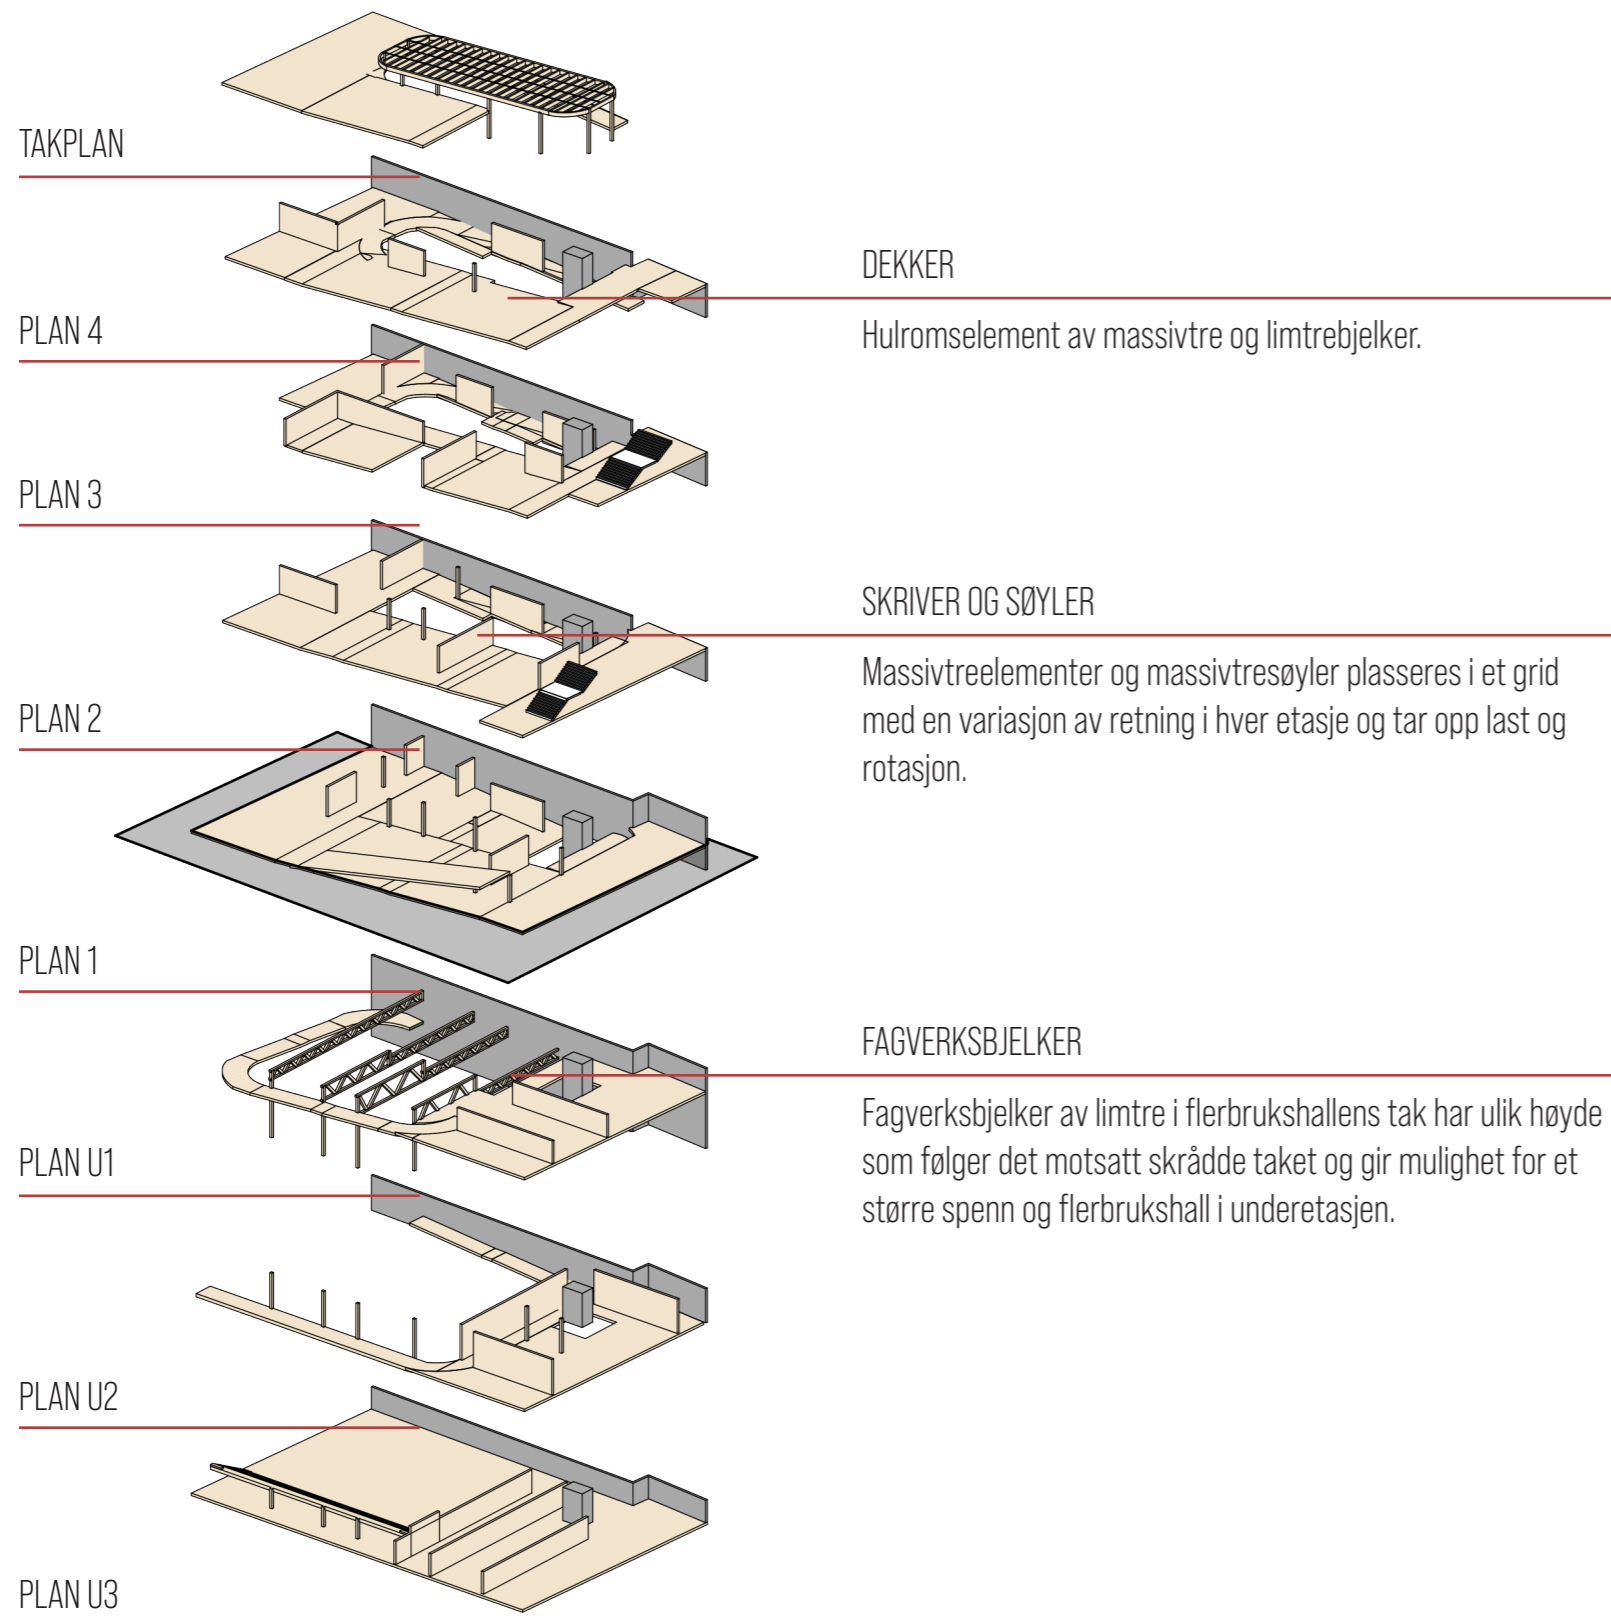 TAKPLAN
DEKKER
Hulromselement av massivtre og limtrebjelker.
PLAN 4
PLAN 3
SKRIVER OG SØYLER
Massivtreelementer og massivtresøyler plasseres i et grid
med en variasjon av retning i hver etasje og tar opp last og
rotasjon.
PLAN 2
PLAN 1
FAGVERKSBJELKER
Fagverksbjelker av limtre i flerbrukshallens tak har ulik høyde
som følger det motsatt skrådde taket og gir mulighet for et
større spenn og flerbrukshall i underetasjen.
PLAN U1
PLAN U2
PLAN U3